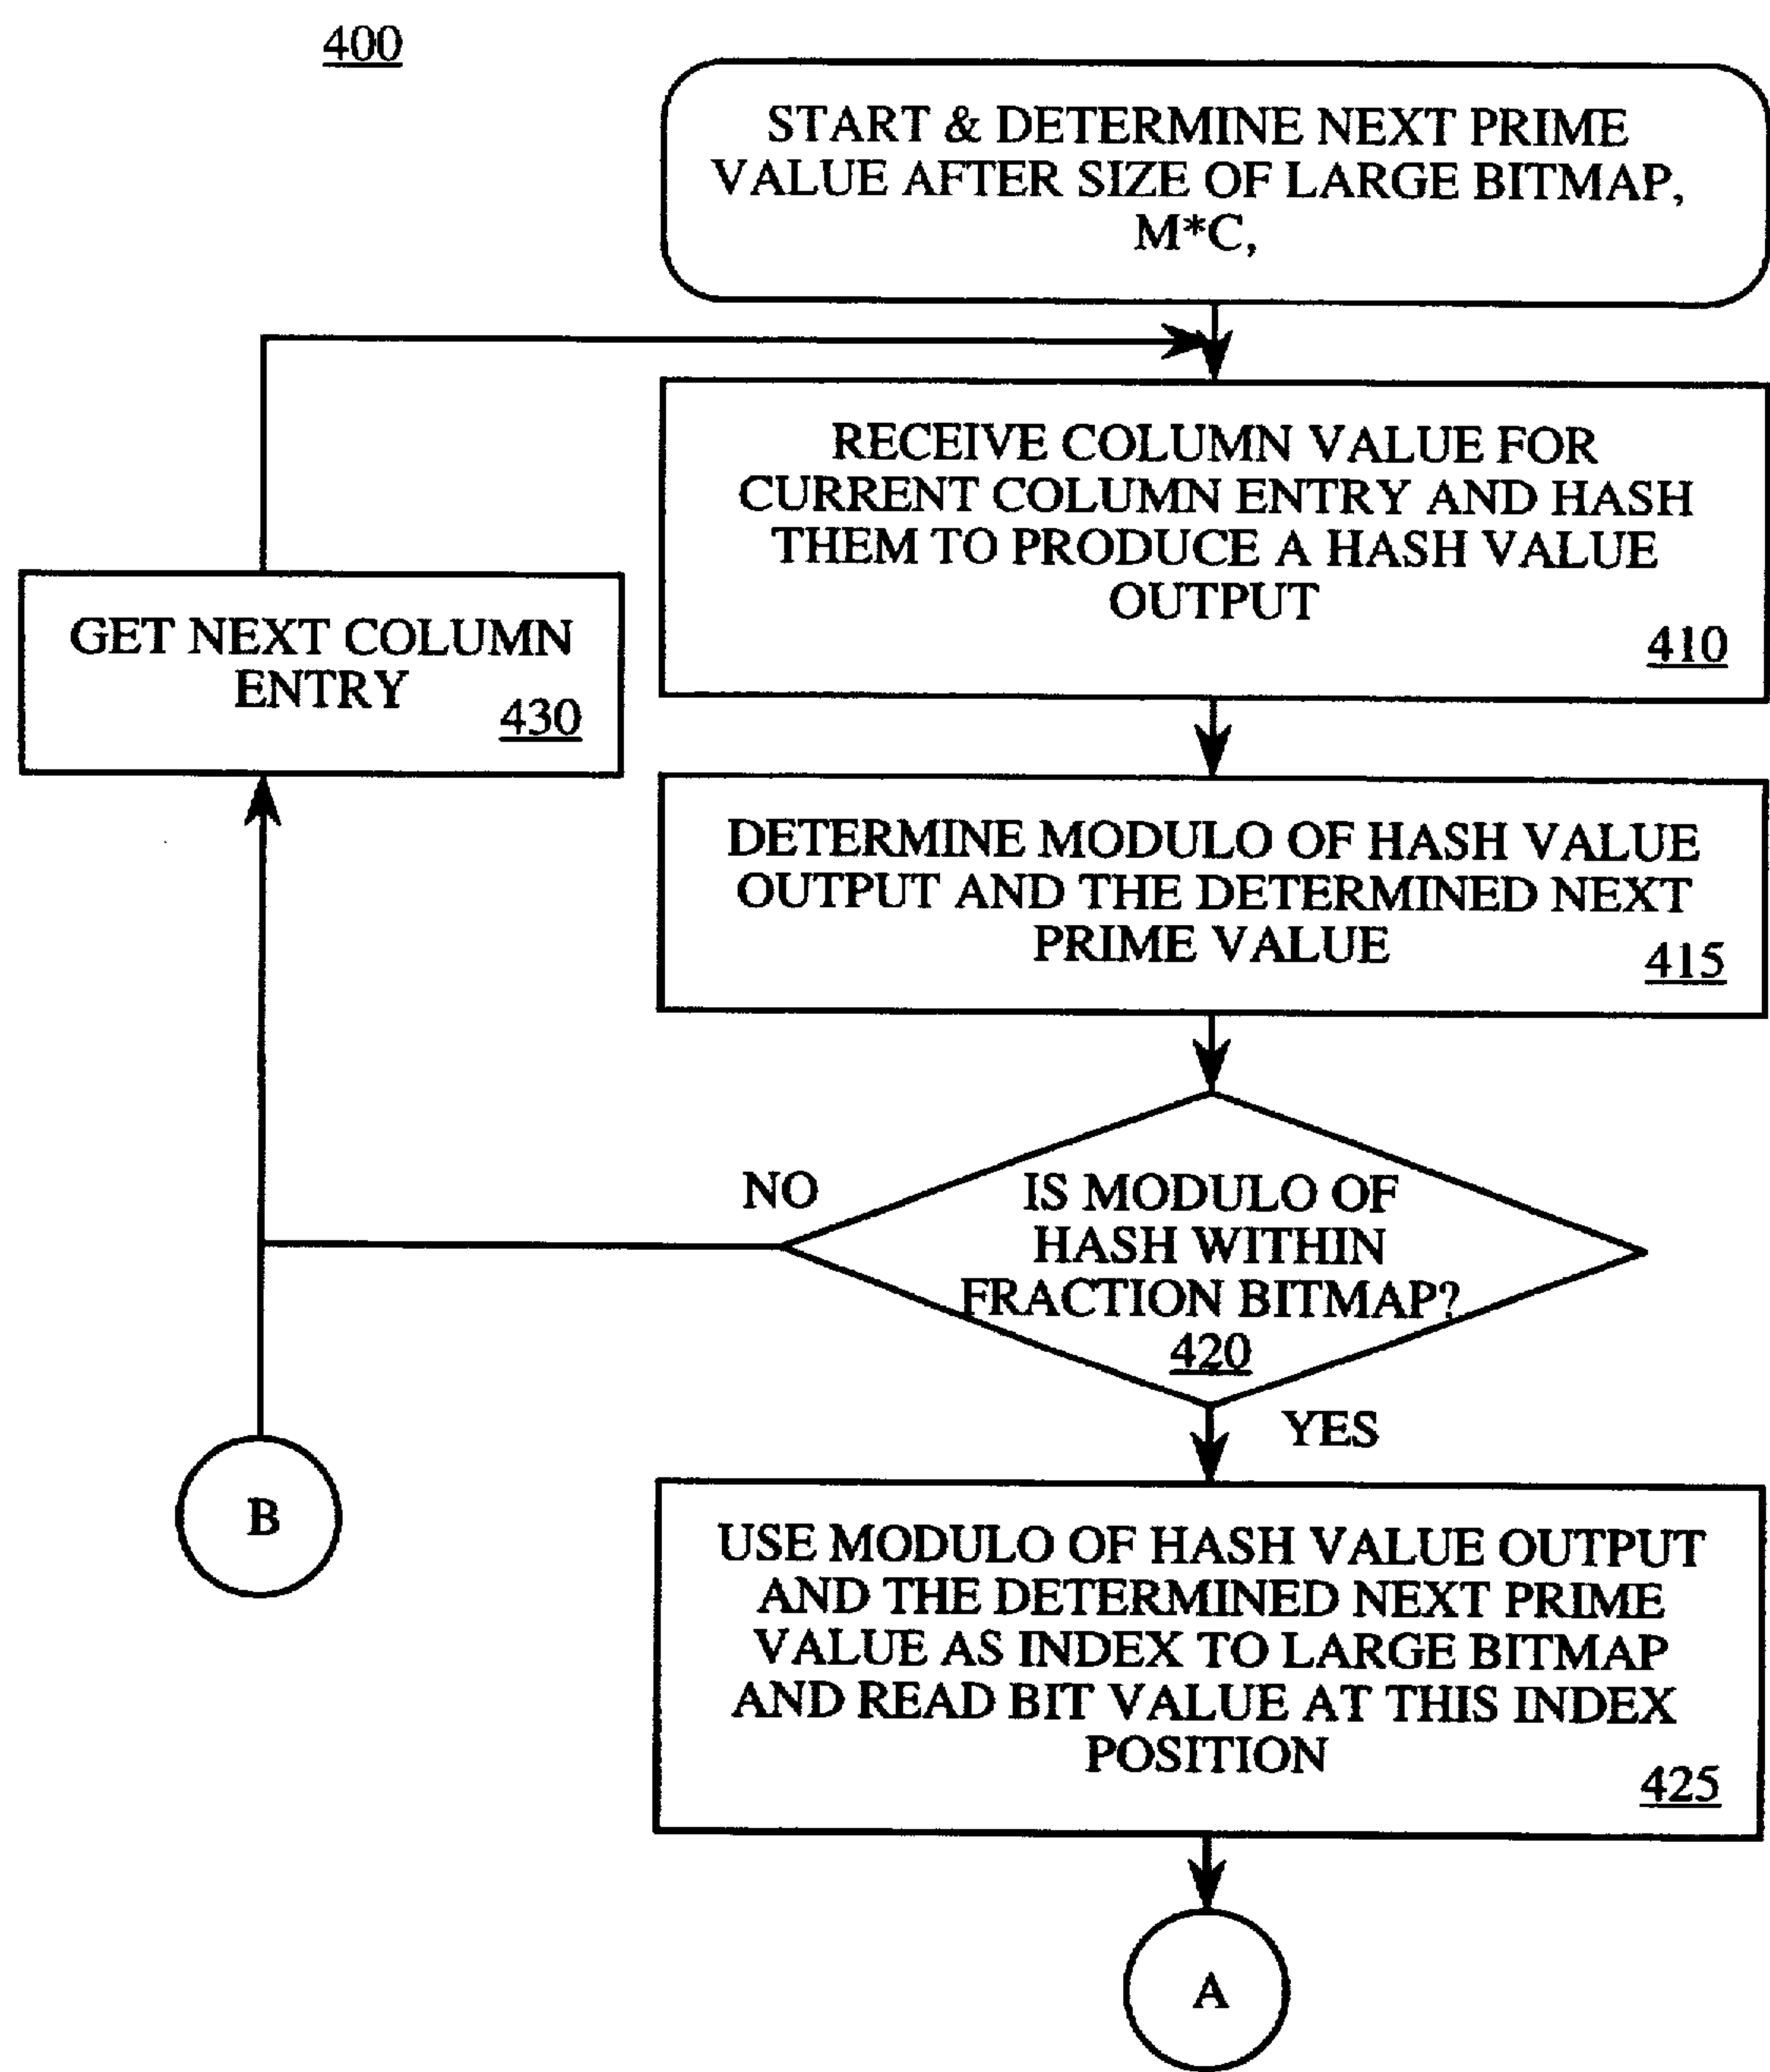 400
START & DETERMINE NEXT PRIME
VALUE AFTER SIZE OF LARGE BITMAP,
M*C,
RECEIVE COLUMN VALUE FOR
CURRENT COLUMN ENTRY AND HASH
THEM TO PRODUCE A HASH VALUE
OUTPUT
410
GET NEXT COLUMN
ENTRY
430
DETERMINE MODULO OF HASH VALUE
OUTPUT AND THE DETERMINED NEXT
PRIME VALUE
415
NO
IS MODULO OF
HASH WITHIN
FRACTION BITMAP?
420
YES
B
USE MODULO OF HASH VALUE OUTPUT
AND THE DETERMINED NEXT PRIME
VALUE AS INDEX TO LARGE BITMAP
AND READ BIT VALUE AT THIS INDEX
POSITION
425
A